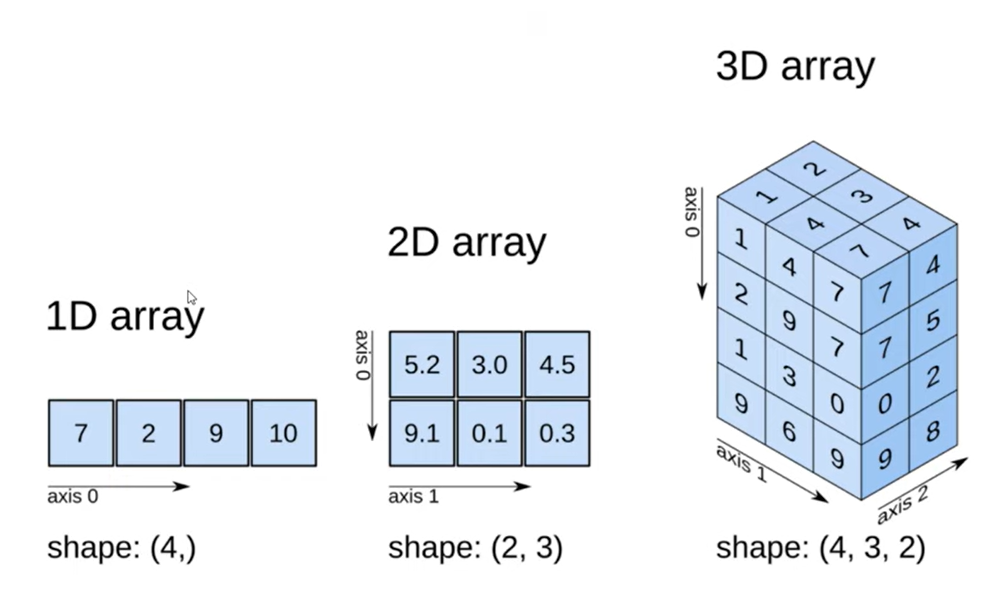 1D array
7 2 9 10
axis 0
shape: (4,)
2D array
axis 0
5.2 3.0 4.5
9.1 0.1 0.3
axis 1
shape: (2, 3)
3D array
axis 0
2
1 3
4 4
7
1 4 7 7 4
2 9 7 7 5
1 3 0 0 2
9 6 9 9 8
axis 1
axis 2
shape: (4, 3, 2)